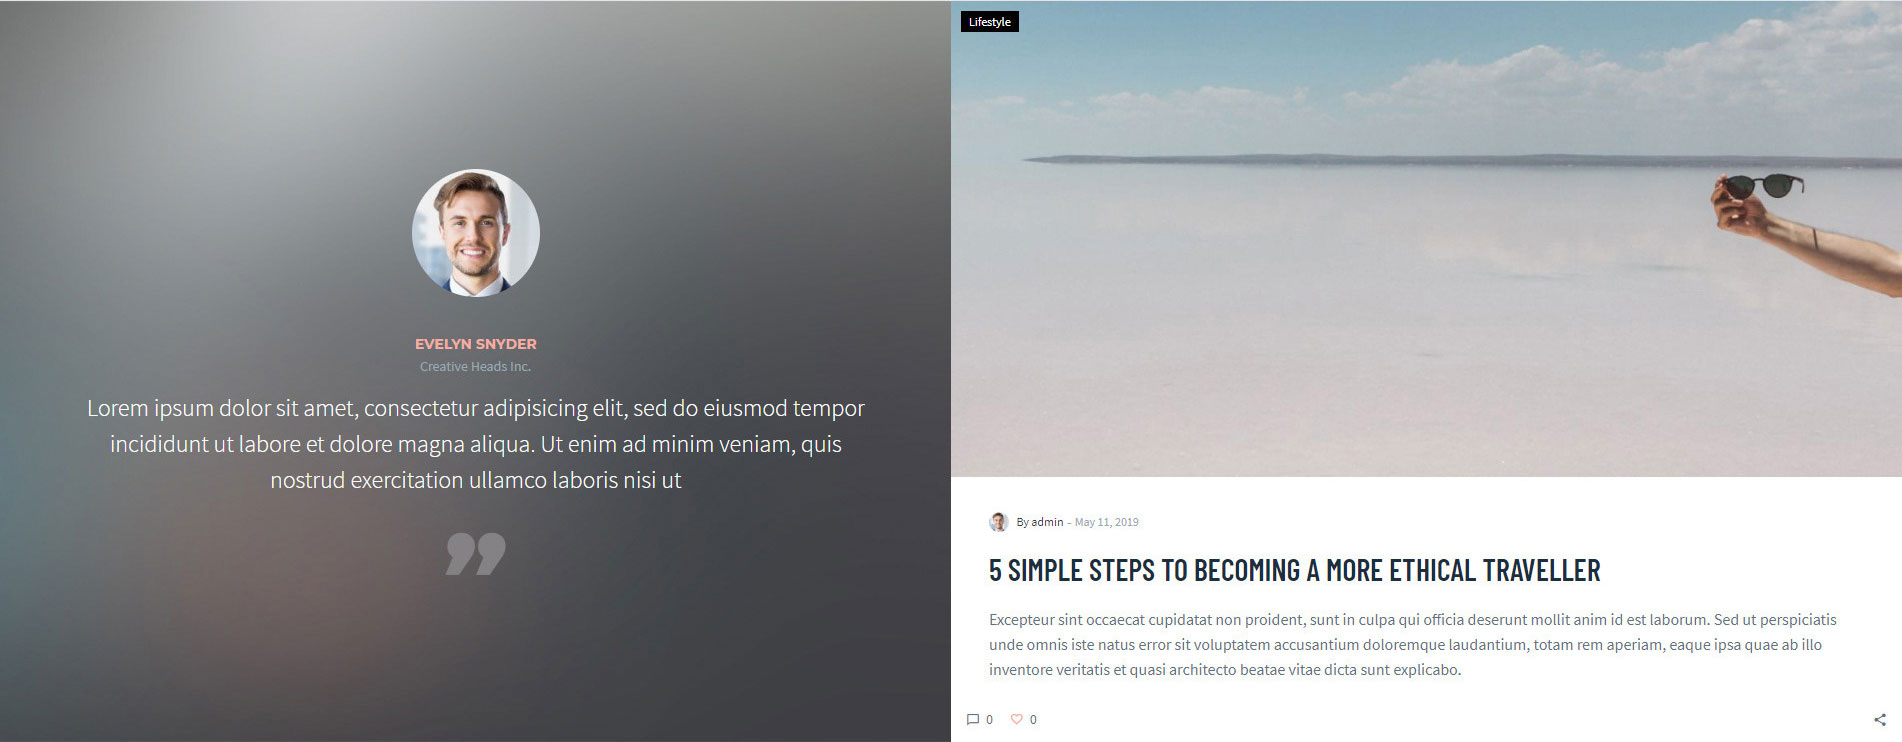 EVELYN SNYDER
Creative Heads Inc.
Lorem ipsum dolor sit amet, consectetur adipisicing elit, sed do eiusmod tempor
incididunt ut labore et dolore magna aliqua. Ut enim ad minim veniam, quis
nostrud exercitation ullamco laboris nisi ut
”
Lifestyle
By admin - May 11, 2019
5 SIMPLE STEPS TO BECOMING A MORE ETHICAL TRAVELLER
Excepteur sint occaecat cupidatat non proident, sunt in culpa qui officia deserunt mollit anim id est laborum. Sed ut perspiciatis
unde omnis iste natus error sit voluptatem accusantium doloremque laudantium, totam rem aperiam, eaque ipsa quae ab illo
inventore veritatis et quasi architecto beatae vitae dicta sunt explicabo.
0 0